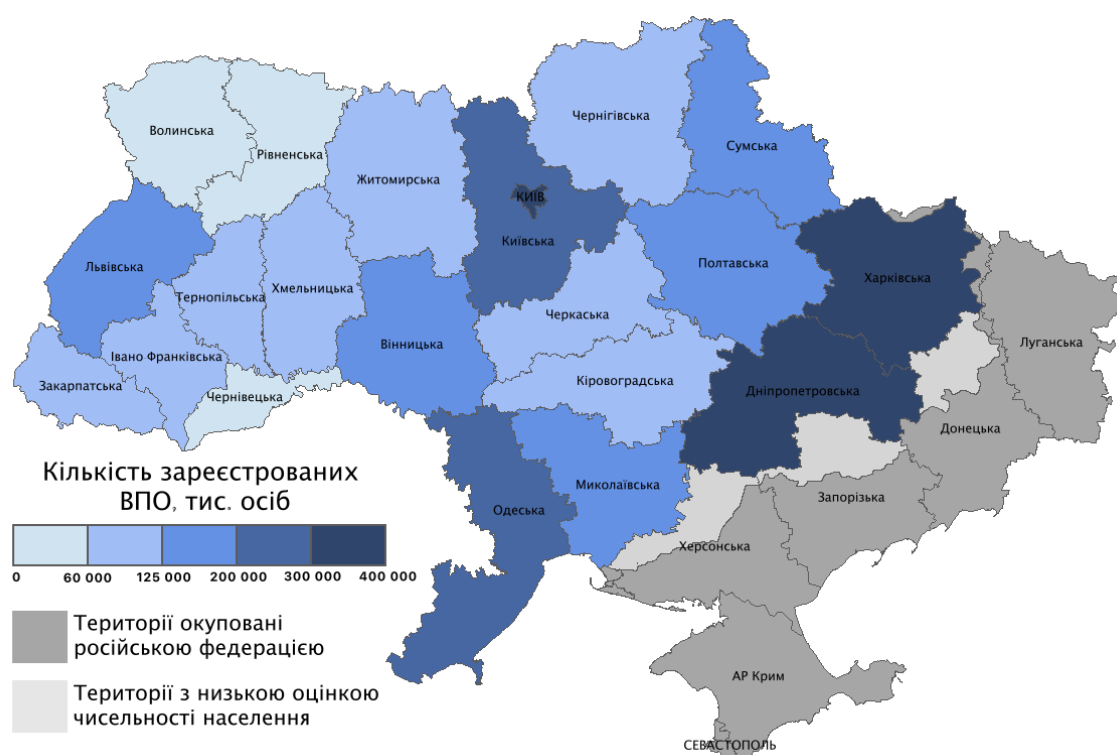 Чернігівська
Волинська
Сумська
Рівненська
Житомирська
КИЇВ
Київська
Львівська
Полтавська
Харківська
Тернопільська
Хмельницька
Черкаська
Луганська
Вінницька
Івано Франківська
Кіровоградська
Закарпатська
Дніпропетровська
Чернівецька
Донецька
Миколаївська
Запорізька
Одеська
Херсонська
АР Крим
СЕВАСТОПОЛЬ
Кількість зареєстрованих
ВПО, тис. осіб
0 60 000 125 000 200 000 300 000 400 000
Території окуповані
російською федерацією
Території з низькою оцінкою
чисельності населення